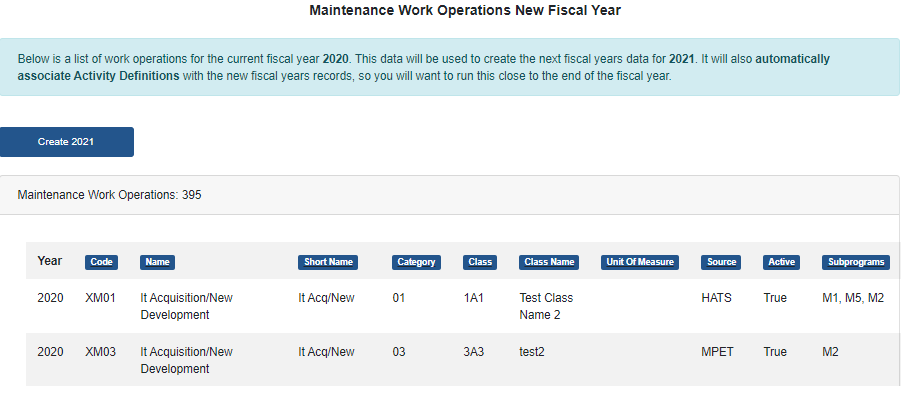 Maintenance Work Operations New Fiscal Year
Below is a list of work operations for the current fiscal year 2020. This data will be used to create the next fiscal years data for 2021. It will also automatically
associate Activity Definitions with the new fiscal years records, so you will want to run this close to the end of the fiscal year.
Create 2021
Maintenance Work Operations: 395
Year Code Name Short Name Category Class Class Name Unit Of Measure Source Active Subprograms
2020 XM01 It Acquisition/New It Acq/New 01 1A1 Test Class HATS True M1, M5, M2
Development Name 2
2020 XM03 It Acquisition/New It Acq/New 03 3A3 test2 MPET True M2
Development